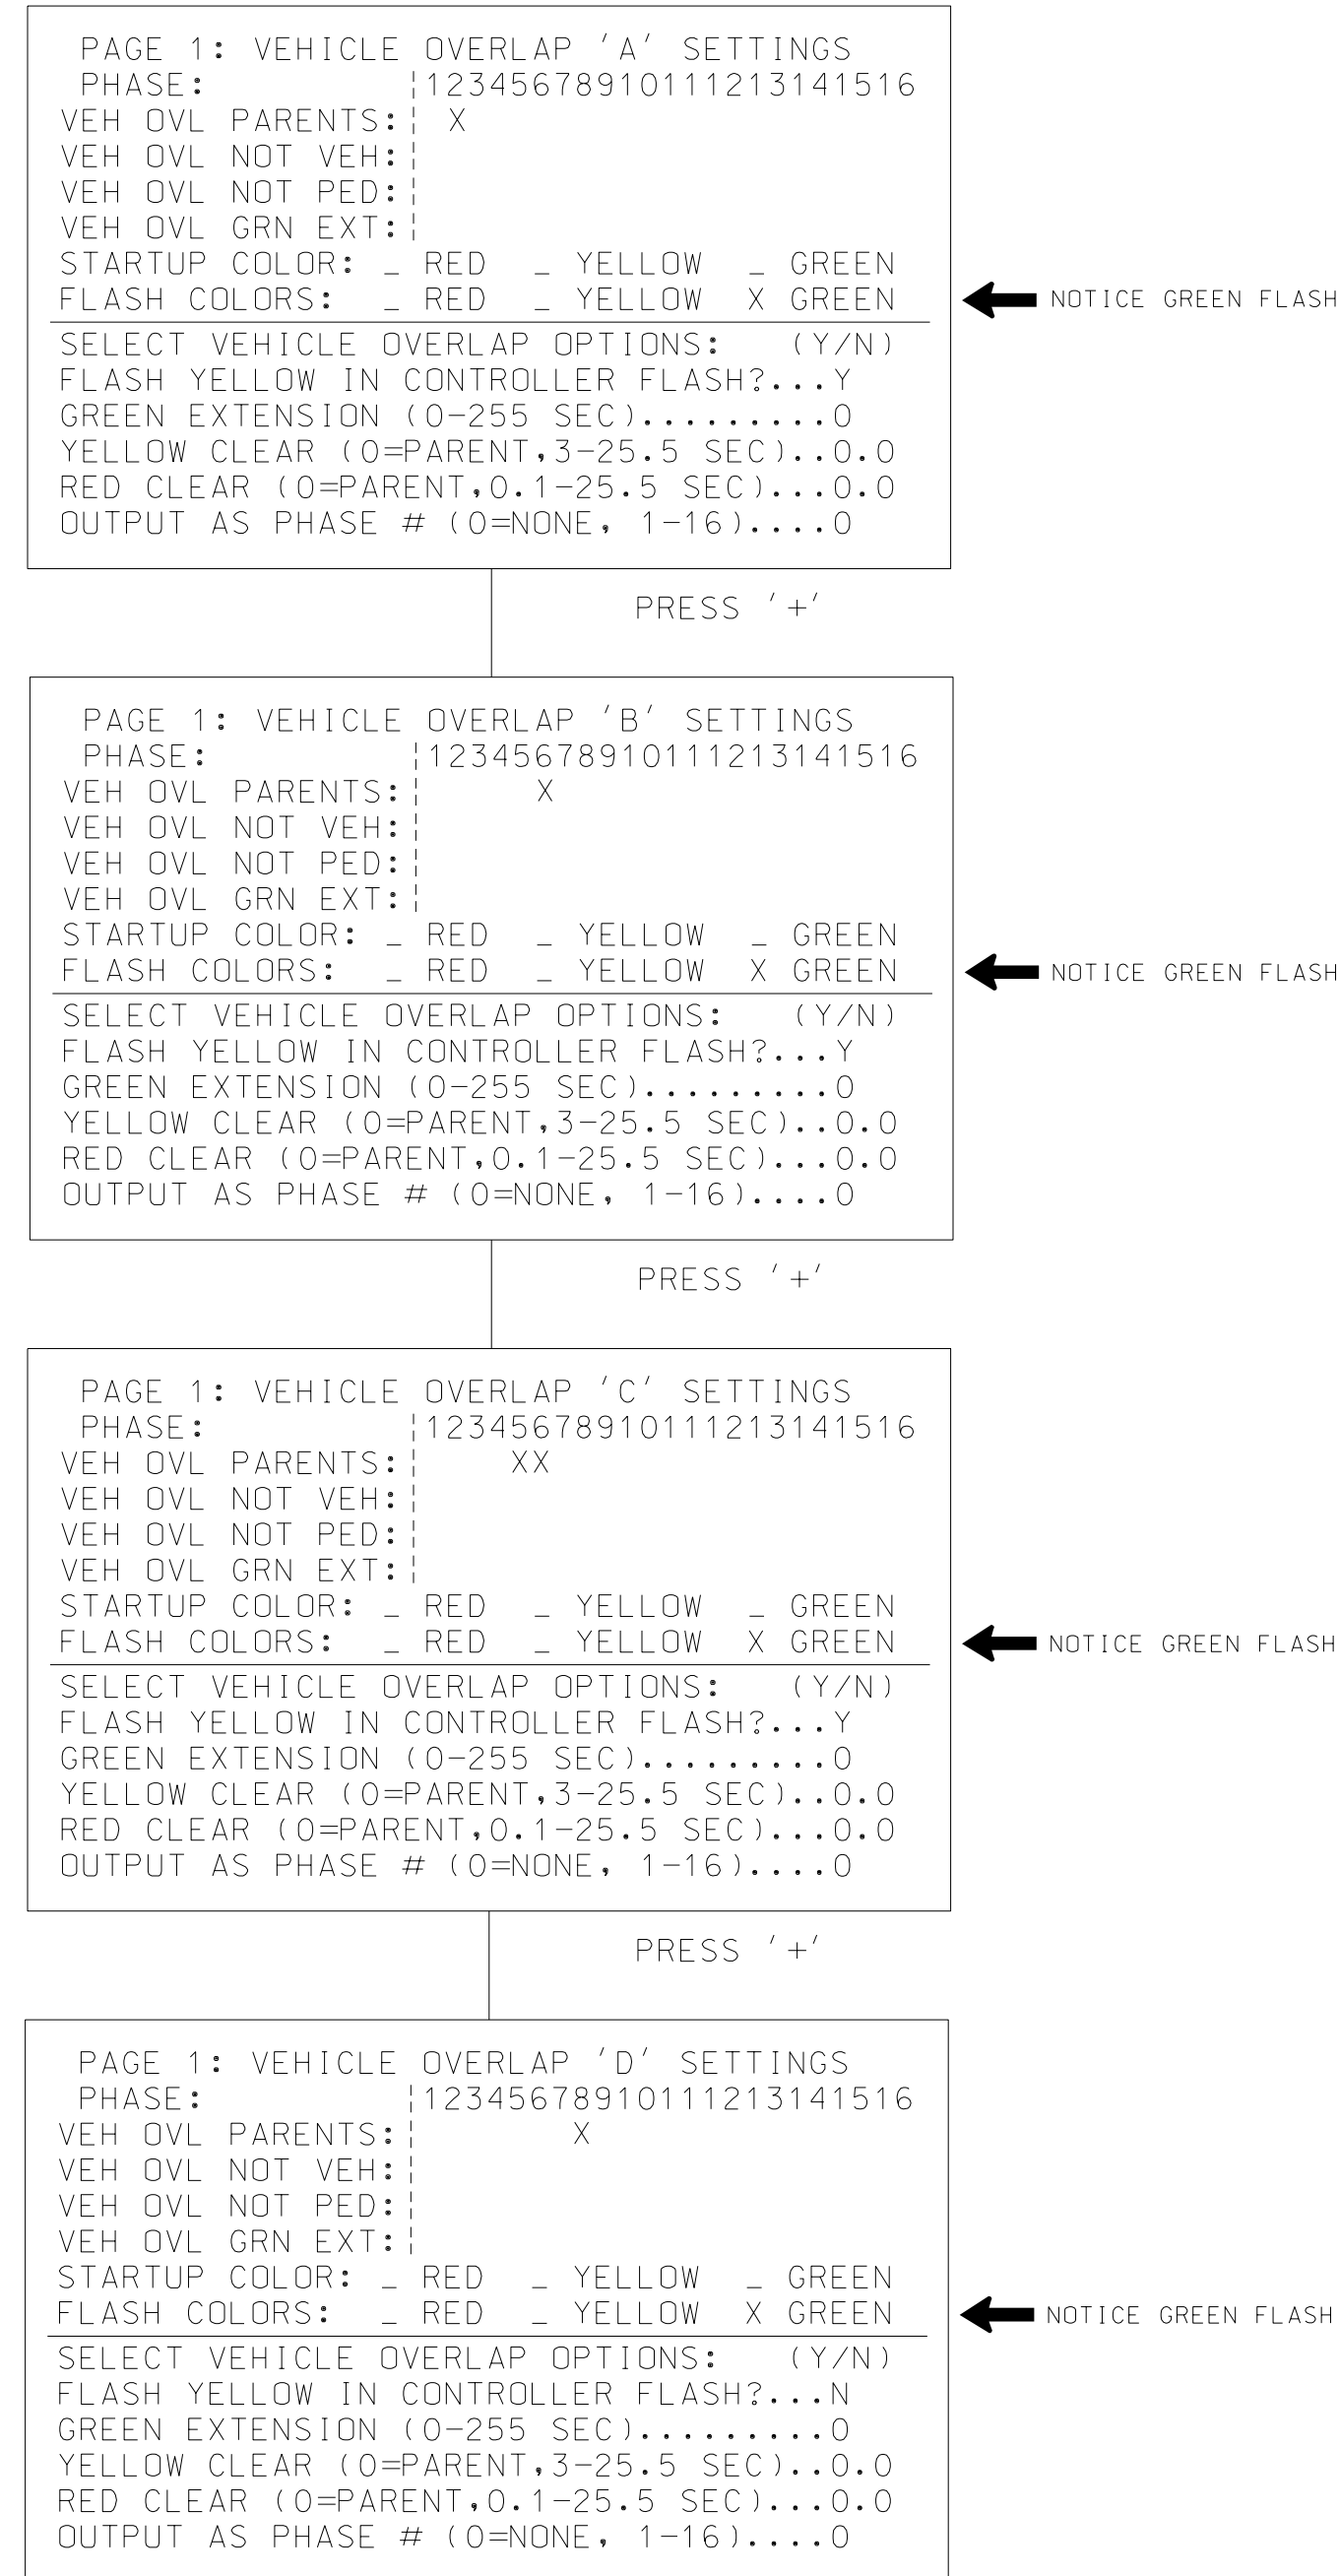 PAGE 1: VEHICLE OVERLAP 'A' SETTINGS
PHASE: |12345678910111213141516
VEH OVL PARENTS:| X
VEH OVL NOT VEH:|
VEH OVL NOT PED:|
VEH OVL GRN EXT:|
STARTUP COLOR: _ RED _ YELLOW _ GREEN
FLASH COLORS: _ RED _ YELLOW X GREEN
NOTICE GREEN FLASH
SELECT VEHICLE OVERLAP OPTIONS: (Y/N)
FLASH YELLOW IN CONTROLLER FLASH?...Y
GREEN EXTENSION (0-255 SEC).........0
YELLOW CLEAR (0=PARENT,3-25.5 SEC)..0.0
RED CLEAR (0=PARENT,0.1-25.5 SEC)...0.0
OUTPUT AS PHASE # (0=NONE, 1-16)....0
PRESS '+'
PAGE 1: VEHICLE OVERLAP 'B' SETTINGS
PHASE: |12345678910111213141516
VEH OVL PARENTS:| X
VEH OVL NOT VEH:|
VEH OVL NOT PED:|
VEH OVL GRN EXT:|
STARTUP COLOR: _ RED _ YELLOW _ GREEN
FLASH COLORS: _ RED _ YELLOW X GREEN
NOTICE GREEN FLASH
SELECT VEHICLE OVERLAP OPTIONS: (Y/N)
FLASH YELLOW IN CONTROLLER FLASH?...Y
GREEN EXTENSION (0-255 SEC).........0
YELLOW CLEAR (0=PARENT,3-25.5 SEC)..0.0
RED CLEAR (0=PARENT,0.1-25.5 SEC)...0.0
OUTPUT AS PHASE # (0=NONE, 1-16)....0
PRESS '+'
PAGE 1: VEHICLE OVERLAP 'C' SETTINGS
PHASE: |12345678910111213141516
VEH OVL PARENTS:| XX
VEH OVL NOT VEH:|
VEH OVL NOT PED:|
VEH OVL GRN EXT:|
STARTUP COLOR: _ RED _ YELLOW _ GREEN
FLASH COLORS: _ RED _ YELLOW X GREEN
NOTICE GREEN FLASH
SELECT VEHICLE OVERLAP OPTIONS: (Y/N)
FLASH YELLOW IN CONTROLLER FLASH?...Y
GREEN EXTENSION (0-255 SEC).........0
YELLOW CLEAR (0=PARENT,3-25.5 SEC)..0.0
RED CLEAR (0=PARENT,0.1-25.5 SEC)...0.0
OUTPUT AS PHASE # (0=NONE, 1-16)....0
PRESS '+'
PAGE 1: VEHICLE OVERLAP 'D' SETTINGS
PHASE: |12345678910111213141516
VEH OVL PARENTS:| X
VEH OVL NOT VEH:|
VEH OVL NOT PED:|
VEH OVL GRN EXT:|
STARTUP COLOR: _ RED _ YELLOW _ GREEN
FLASH COLORS: _ RED _ YELLOW X GREEN
NOTICE GREEN FLASH
SELECT VEHICLE OVERLAP OPTIONS: (Y/N)
FLASH YELLOW IN CONTROLLER FLASH?...N
GREEN EXTENSION (0-255 SEC).........0
YELLOW CLEAR (0=PARENT,3-25.5 SEC)..0.0
RED CLEAR (0=PARENT,0.1-25.5 SEC)...0.0
OUTPUT AS PHASE # (0=NONE, 1-16)....0